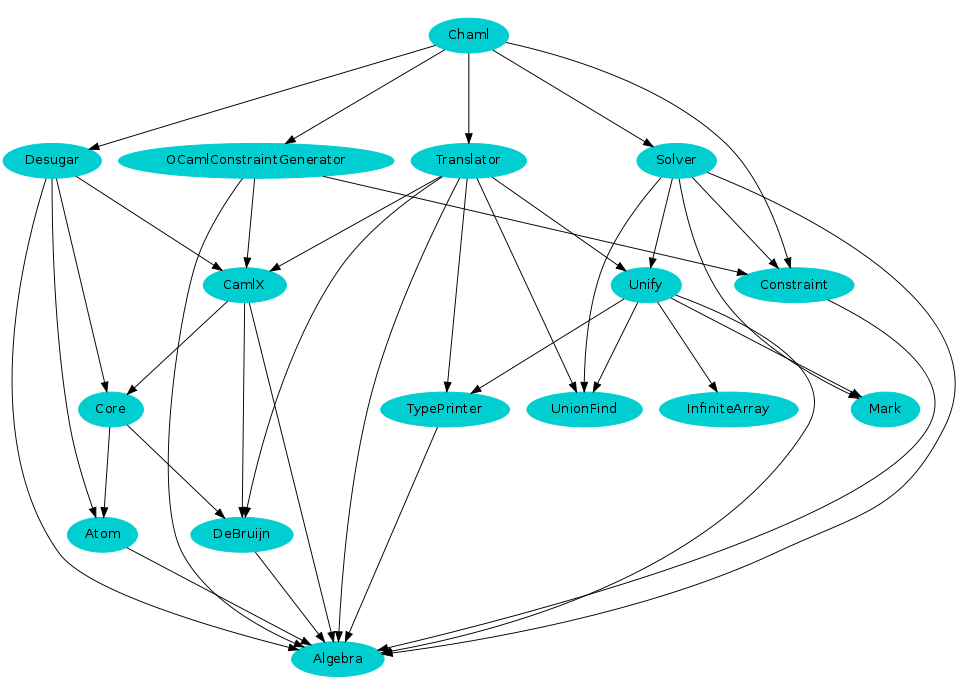 Chaml
Desugar
OCamlConstraintGenerator
Translator
Solver
CamlX
Unify
Constraint
Core
TypePrinter
UnionFind
InfiniteArray
Mark
Atom
DeBruijn
Algebra